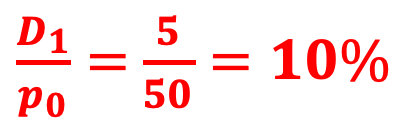 D₁/p₀ = 5/50 = 10%